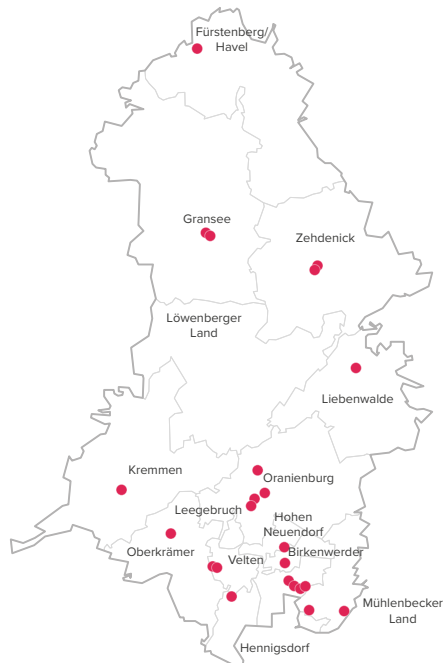 Fürstenberg/
Havel
Gransee
Zehdenick
Löwenberger
Land
Liebenwalde
Kremmen
Oranienburg
Leegebruch
Hohen
Neuendorf
Oberkrämer
Velten
Birkenwerder
Mühlenbecker
Land
Hennigsdorf